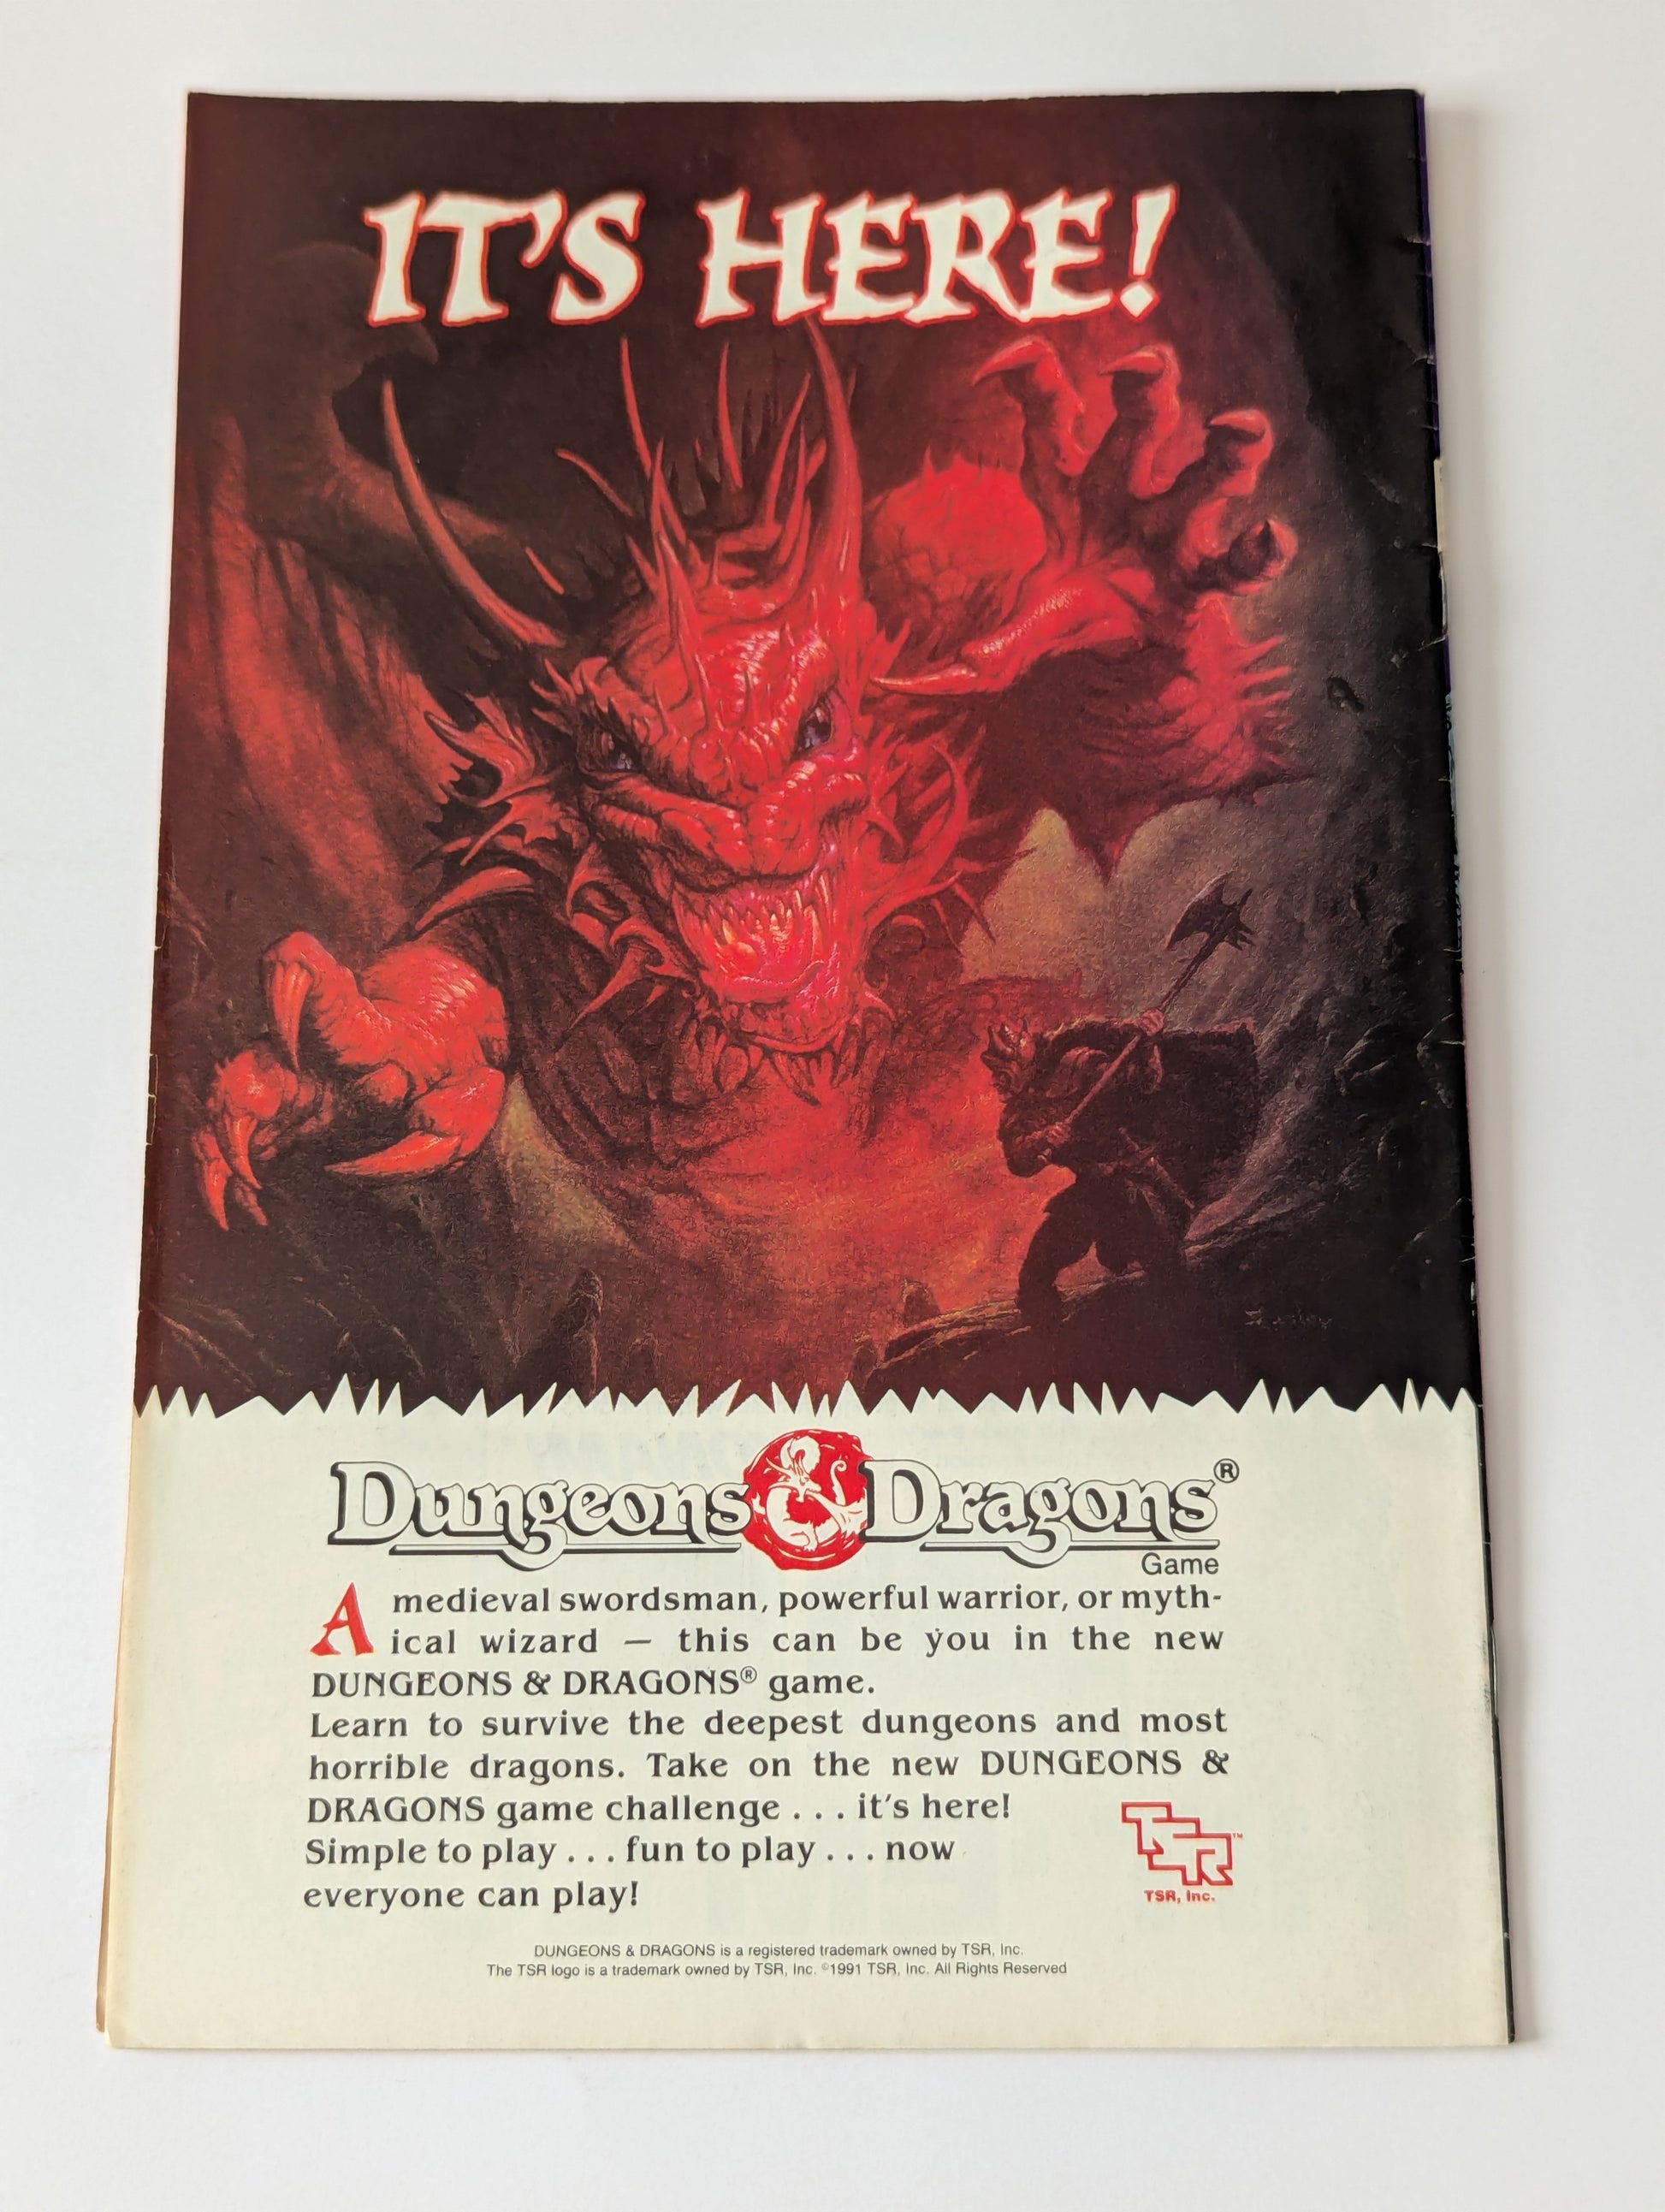 IT'S HERE!
Dungeons & Dragons®
Game
A medieval swordsman, powerful warrior, or myth-
ical wizard — this can be you in the new
DUNGEONS & DRAGONS® game.
Learn to survive the deepest dungeons and most
horrible dragons. Take on the new DUNGEONS &
DRAGONS game challenge . . . it's here!
Simple to play . . . fun to play . . . now
everyone can play!
TSR™
TSR, Inc.
DUNGEONS & DRAGONS is a registered trademark owned by TSR, Inc.
The TSR logo is a trademark owned by TSR, Inc. ©1991 TSR, Inc. All Rights Reserved